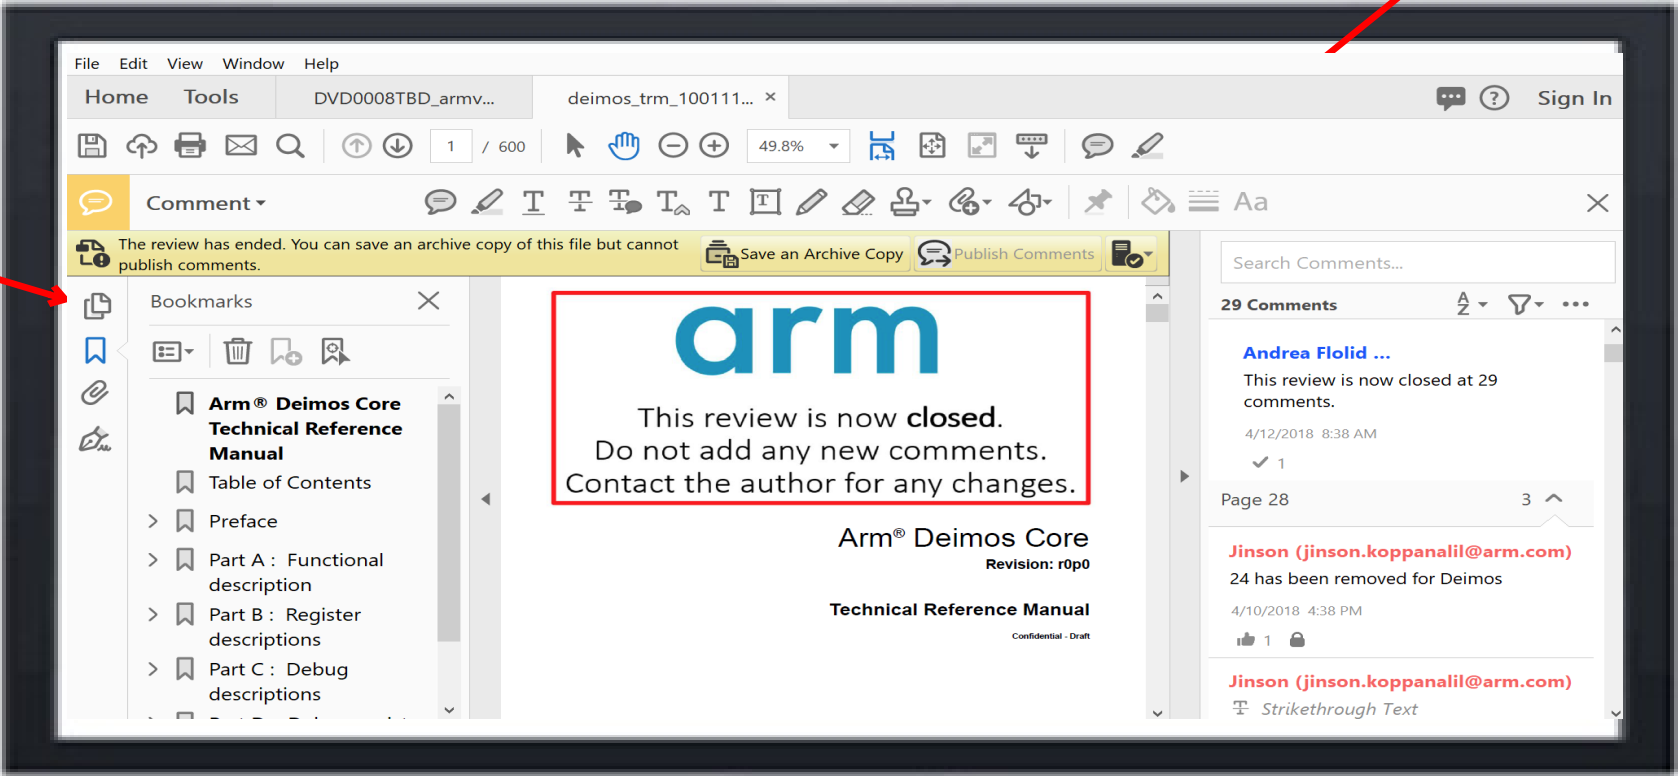 File Edit View Window Help
Home Tools DVD0008TBD_armv... deimos_trm_100111... × Sign In
1 / 600 49.8%
Comment
Aa
The review has ended. You can save an archive copy of this file but cannot
publish comments.
Save an Archive Copy
Publish Comments
Bookmarks
Arm® Deimos Core
Technical Reference
Manual
Table of Contents
Preface
Part A : Functional
description
Part B : Register
descriptions
Part C : Debug
descriptions
arm
This review is now closed.
Do not add any new comments.
Contact the author for any changes.
Arm® Deimos Core
Revision: r0p0
Technical Reference Manual
Confidential - Draft
Search Comments...
29 Comments
Andrea Flolid ...
This review is now closed at 29
comments.
4/12/2018 8:38 AM
1
Page 28 3
Jinson (jinson.koppanalil@arm.com)
24 has been removed for Deimos
4/10/2018 4:38 PM
1
Jinson (jinson.koppanalil@arm.com)
Strikethrough Text